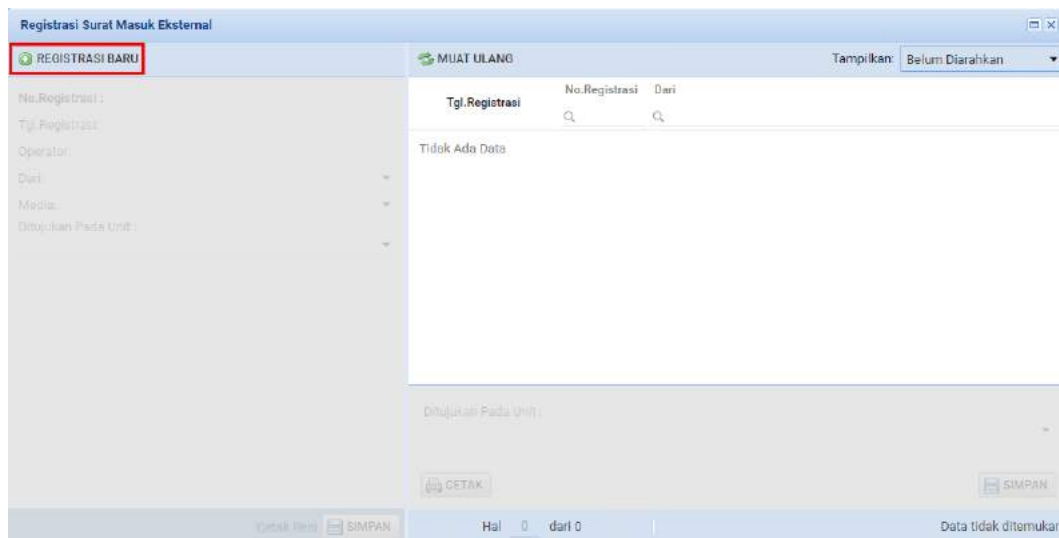 Registrasi Surat Masuk Eksternal
REGISTRASI BARU
No.Registrasi :
Tgl.Registrasi:
Operator:
Dari:
Media:
Ditujukan Pada Unit :
SIMPAN
MUAT ULANG
Tampilkan: Belum Diarahkan
Tgl.Registrasi No.Registrasi Dari
Tidak Ada Data
Ditujukan Pada Unit :
CETAK SIMPAN
Hal 0 dari 0 Data tidak ditemukan